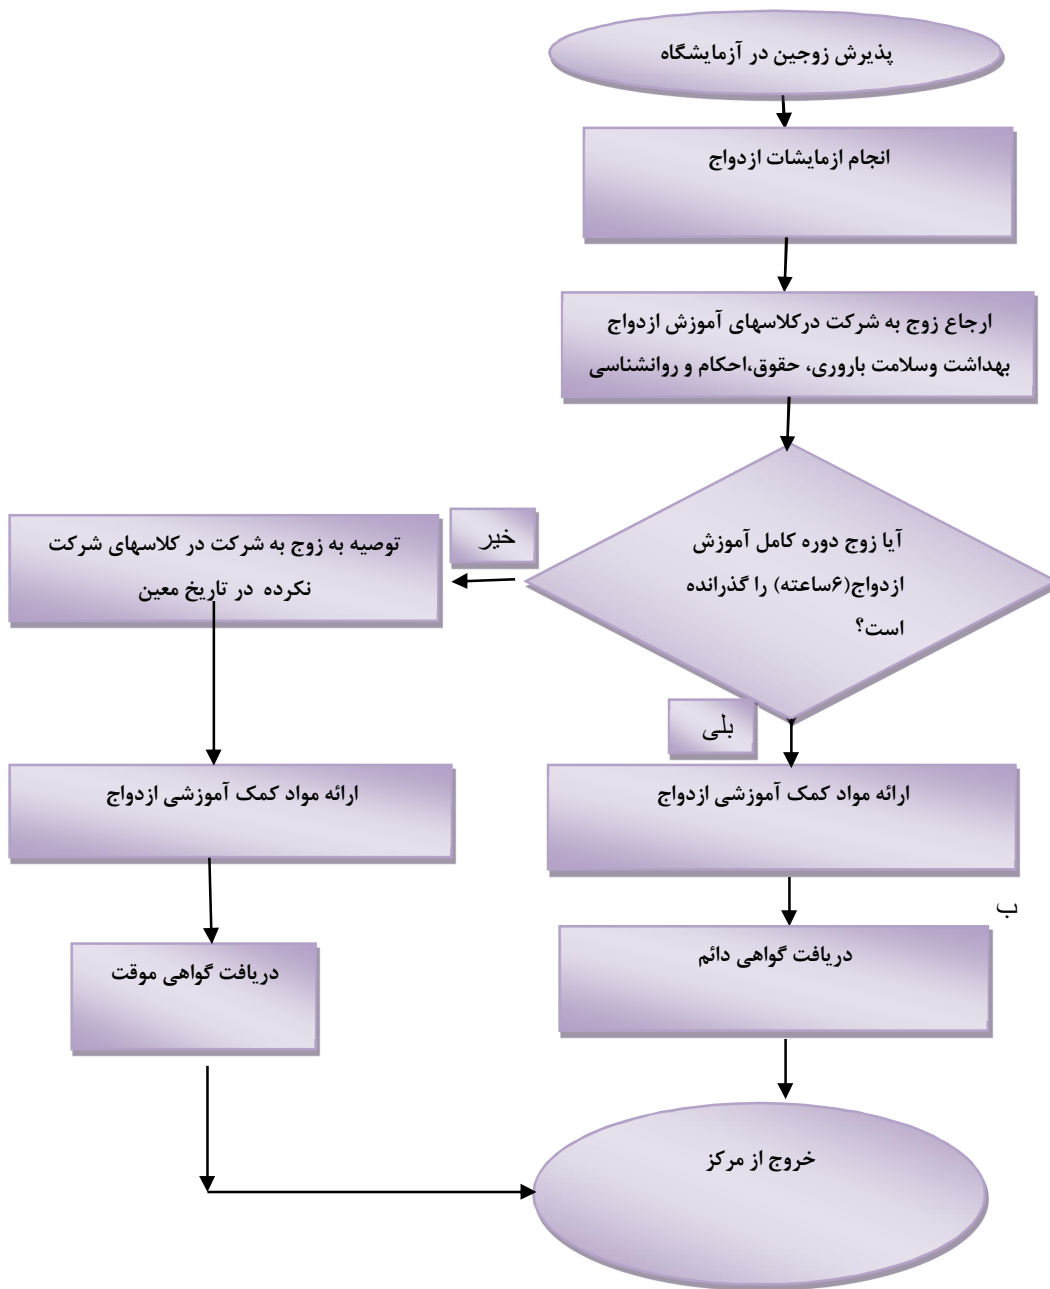 پذیرش زوجین در آزمایشگاه
انجام ازمایشات ازدواج
ارجاع زوج به شرکت درکلاسهای آموزش ازدواج
بهداشت وسلامت باروری، حقوق،احکام و روانشناسی
آیا زوج دوره کامل آموزش
ازدواج(۶ساعته) را گذرانده
است؟
خیر
توصیه به زوج به شرکت در کلاسهای شرکت
نکرده در تاریخ معین
بلی
ارائه مواد کمک آموزشی ازدواج
ارائه مواد کمک آموزشی ازدواج
ب
دریافت گواهی دائم
دریافت گواهی موقت
خروج از مرکز